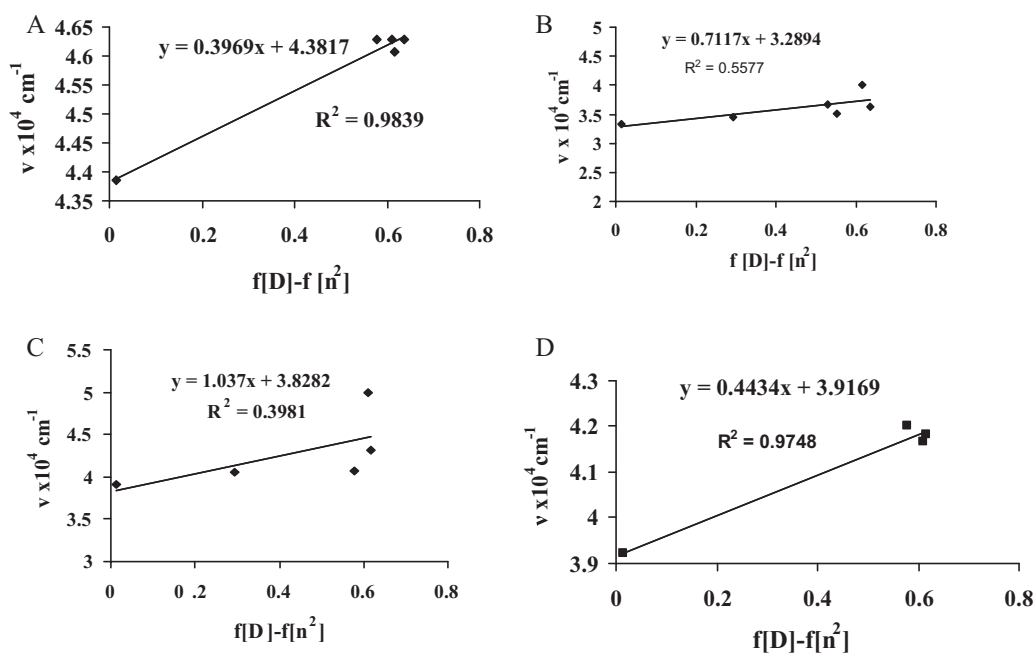 A
4.65
4.6
4.55
4.5
4.45
4.4
4.35
0
0.2
0.4
0.6
0.8
y = 0.3969x + 4.3817
R² = 0.9839
ν x10⁴ cm⁻¹
f[D]-f [n²]
B
5
4.5
4
3.5
3
2.5
2
0
0.2
0.4
0.6
0.8
y = 0.7117x + 3.2894
R² = 0.5577
ν x10⁴ cm⁻¹
f [D]-f [n²]
C
5.5
5
4.5
4
3.5
3
0
0 .2
0.4
0.6
0.8
y = 1.037x + 3.8282
R² = 0.3981
ν x10⁴ cm⁻¹
f[D]-f[n²]
D
4.3
4.2
4.1
4
3.9
0
0.2
0.4
0.6
0.8
y = 0.4434x + 3.9169
R² = 0.9748
ν x10⁴ cm⁻¹
f[D]-f[n²]